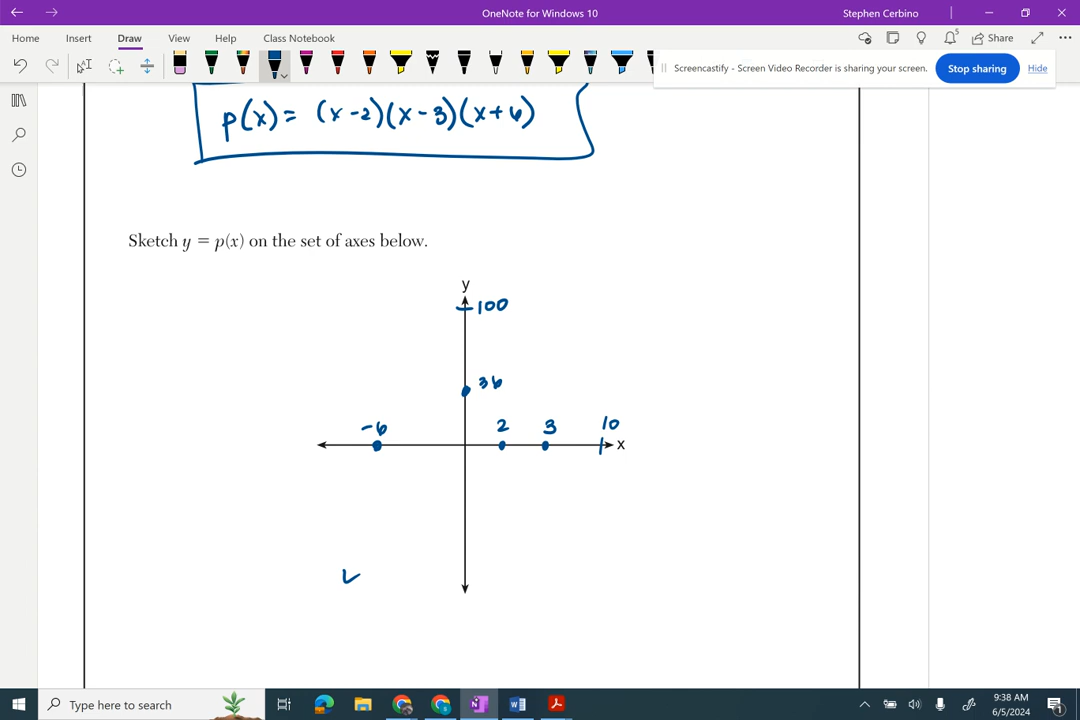 OneNote for Windows 10
Stephen Cerbino
Home Insert Draw View Help Class Notebook
Share
Screencastify - Screen Video Recorder is sharing your screen. Stop sharing Hide
p(x) = (x-2)(x-3)(x+6)
Sketch y = p(x) on the set of axes below.
y
100
36
-6 2 3 10
x
Type here to search
9:38 AM
6/5/2024